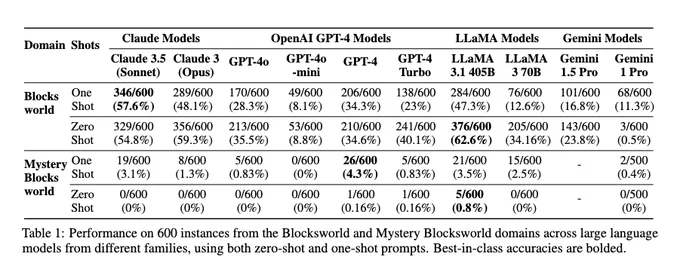 Domain Shots Claude Models OpenAI GPT-4 Models LLaMA Models Gemini Models
Claude 3.5 Claude 3 GPT-4o GPT-4o GPT-4 GPT-4 LLaMA LLaMA Gemini Gemini
(Sonnet) (Opus) -mini Turbo 3.1 405B 3 70B 1.5 Pro 1 Pro
Blocks One 346/600 289/600 170/600 49/600 206/600 138/600 284/600 76/600 101/600 68/600
world Shot (57.6%) (48.1%) (28.3%) (8.1%) (34.3%) (23%) (47.3%) (12.6%) (16.8%) (11.3%)
Zero 329/600 356/600 213/600 53/600 210/600 241/600 376/600 205/600 143/600 3/600
Shot (54.8%) (59.3%) (35.5%) (8.8%) (34.6%) (40.1%) (62.6%) (34.16%) (23.8%) (0.5%)
Mystery One 19/600 8/600 5/600 0/600 26/600 5/600 21/600 15/600 - 2/500
Blocks Shot (3.1%) (1.3%) (0.83%) (0%) (4.3%) (0.83%) (3.5%) (2.5%) (0.4%)
world
Zero 0/600 0/600 0/600 0/600 1/600 1/600 5/600 0/600 - 0/500
Shot (0%) (0%) (0%) (0%) (0.16%) (0.16%) (0.8%) (0%) (0%)
Table 1: Performance on 600 instances from the Blocksworld and Mystery Blocksworld domains across large language
models from different families, using both zero-shot and one-shot prompts. Best-in-class accuracies are bolded.